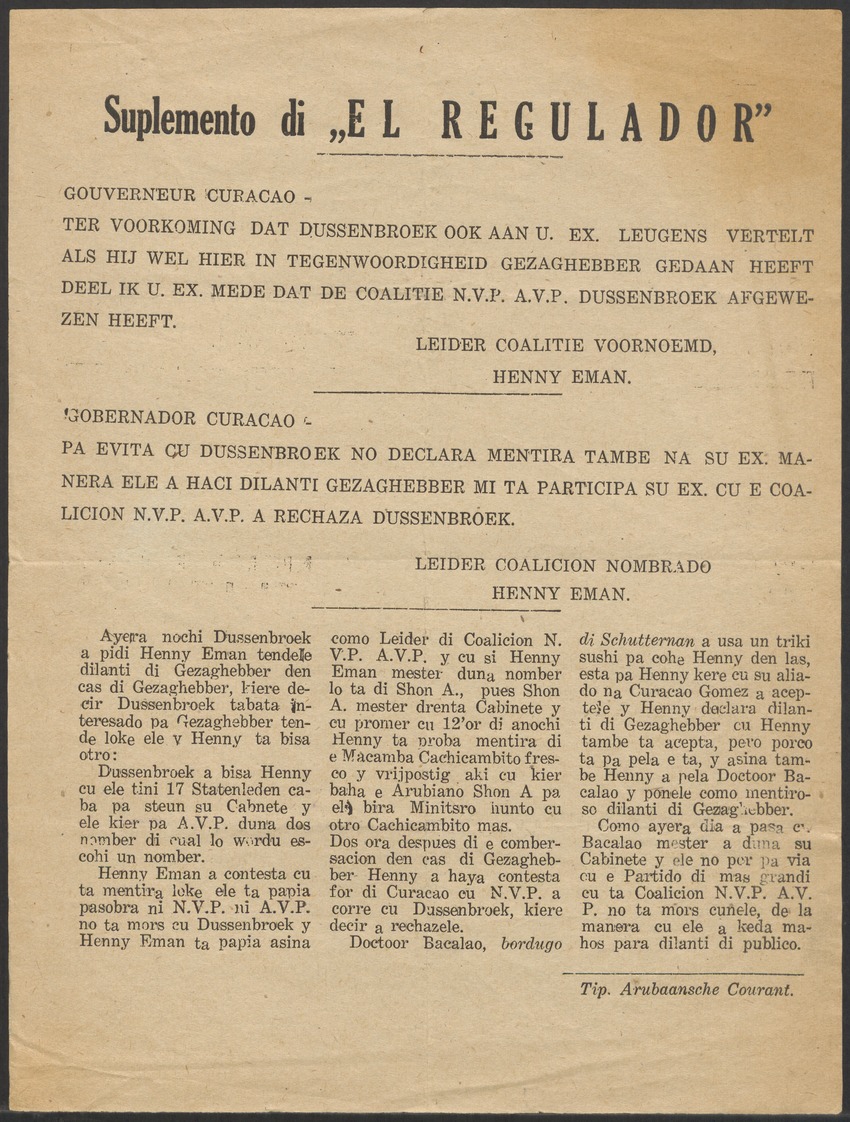 Suplemento di „EL REGULADOR”
GOUVERNEUR CURACAO -
TER VOORKOMING DAT DUSSENBROEK OOK AAN U. EX. LEUGENS VERTELT
ALS HIJ WEL HIER IN TEGENWOORDIGHEID GEZAGHEBBER GEDAAN HEEFT
DEEL IK U. EX. MEDE DAT DE COALITIE N.V.P. A.V.P. DUSSENBROEK AFGEWE-
ZEN HEEFT.
LEIDER COALITIE VOORNOEMD,
HENNY EMAN.
GOBERNADOR CURACAO -
PA EVITA CU DUSSENBROEK NO DECLARA MENTIRA TAMBE NA SU EX. MA-
NERA ELE A HACI DILANTI GEZAGHEBBER MI TA PARTICIPA SU EX. CU E COA-
LICION N.V.P. A.V.P. A RECHAZA DUSSENBROEK.
LEIDER COALICION NOMBRADO
HENNY EMAN.
Ayera nochi Dussenbroek
a pidi Henny Eman tendele
dilanti di Gezaghebber den
cas di Gezaghebber, kiere de-
cir Dussenbroek tabata in-
teresado pa Gezaghebber ten-
de loke ele y Henny ta bisa
otro:
Dussenbroek a bisa Henny
cu ele tini 17 Statenleden ca-
ba pa steun su Cabnete y
ele kier pa A.V.P. duna dos
nomber di cual lo wordu es-
cohi un nomber.
Henny Eman a contesta cu
ta mentira loke ele ta papia
pasobra ni N.V.P. ni A.V.P.
no ta mors cu Dussenbroek y
Henny Eman ta papia asina
como Leider di Coalicion N.
V.P. A.V.P. y cu si Henny
Eman mester duna nomber
lo ta di Shon A., pues Shon
A. mester drenta Cabinete y
cu promer cu 12'or di anochi
Henny ta proba mentira di
e Macamba Cachicambito fres-
co y vrijpostig aki cu kier
baha e Arubiano Shon A pa
ele bira Minitsro hunto cu
otro Cachicambito mas.
Dos ora despues di e comber-
sacion den cas di Gezagheb-
ber Henny a haya contesta
for di Curacao cu N.V.P. a
corre cu Dussenbroek, kiere
decir a rechazele.
Doctoor Bacalao, bordugo
di Schutternan a usa un triki
sushi pa cohe Henny den las,
esta pa Henny kere cu su alia-
do na Curacao Gomez a acep-
tele y Henny declara dilan-
ti di Gezaghebber cu Henny
tambe ta acepta, pero porco
ta pa pela e ta, y asina tam-
be Henny a pela Doctoor Ba-
calao y ponele como mentiro-
so dilanti di Gezaghebber.
Como ayera dia a pasa cu
Bacalao mester a duna su
Cabinete y ele no por pa via
cu e Partido di mas grandi
cu ta Coalicion N.V.P. A.V.
P. no ta mors cunele, de la
manera cu ele a keda ma-
hos para dilanti di publico.
Tip. Arubaansche Courant.